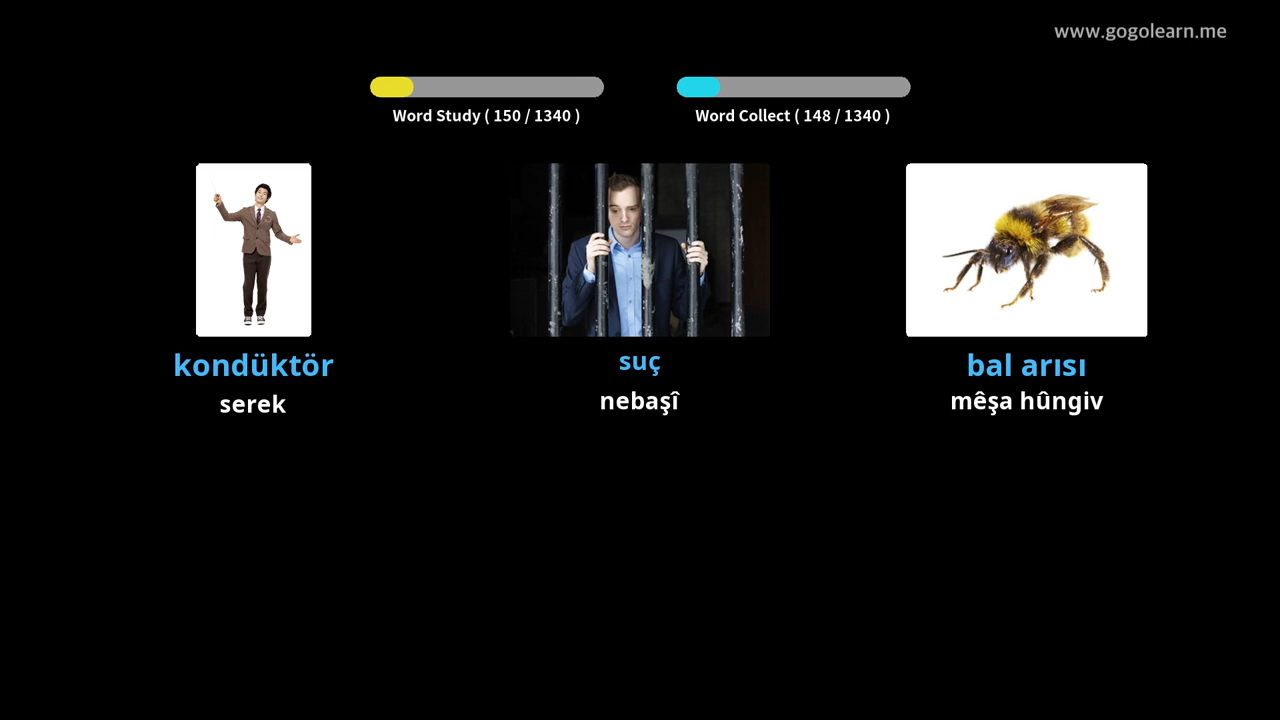 www.gogolearn.me
Word Study ( 150 / 1340 )
Word Collect ( 148 / 1340 )
kondüktör
serek
suç
nebaşî
bal arısı
mêşa hûngiv